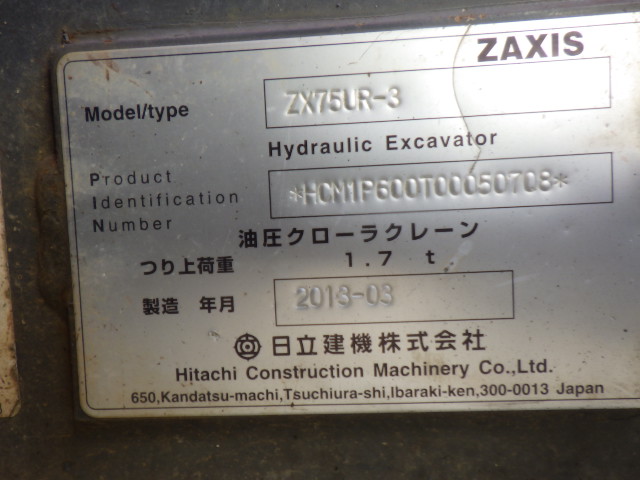 ZAXIS
Model/type ZX75UR-3
Hydraulic Excavator
Product
Identification *HCM1P600T00050708*
Number
油圧クローラクレーン
つり上荷重 1.7 t
製造 年月 2013-03
日立建機株式会社
Hitachi Construction Machinery Co.,Ltd.
650,Kandatsu-machi,Tsuchiura-shi,Ibaraki-ken,300-0013 Japan